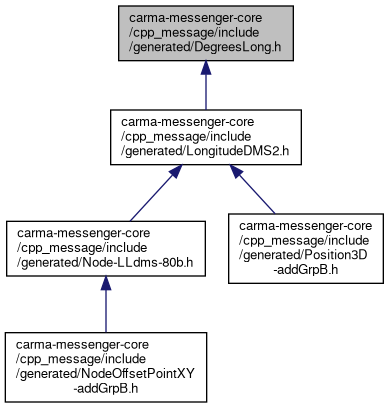 carma-messenger-core
/cpp_message/include
/generated/DegreesLong.h
carma-messenger-core
/cpp_message/include
/generated/LongitudeDMS2.h
carma-messenger-core
/cpp_message/include
/generated/Node-LLdms-80b.h
carma-messenger-core
/cpp_message/include
/generated/Position3D
-addGrpB.h
carma-messenger-core
/cpp_message/include
/generated/NodeOffsetPointXY
-addGrpB.h